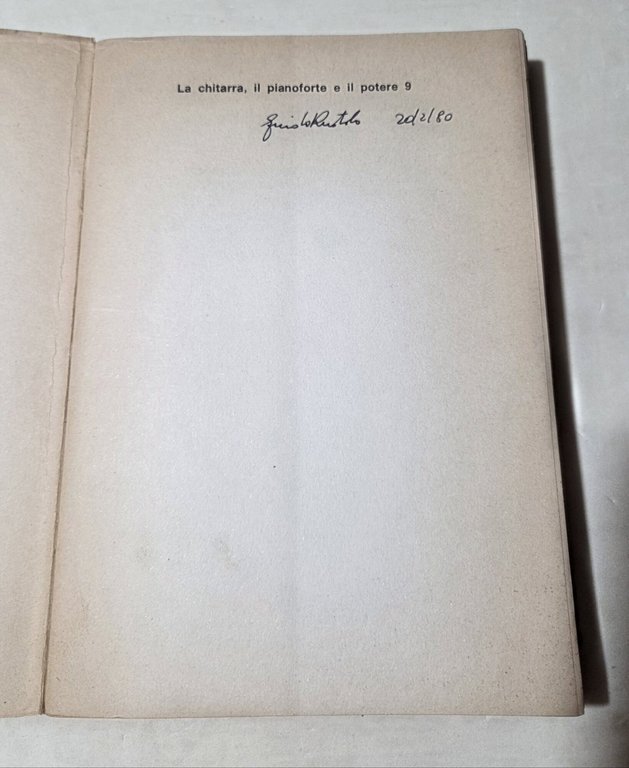 La chitarra, il pianoforte e il potere 9
20/2/80